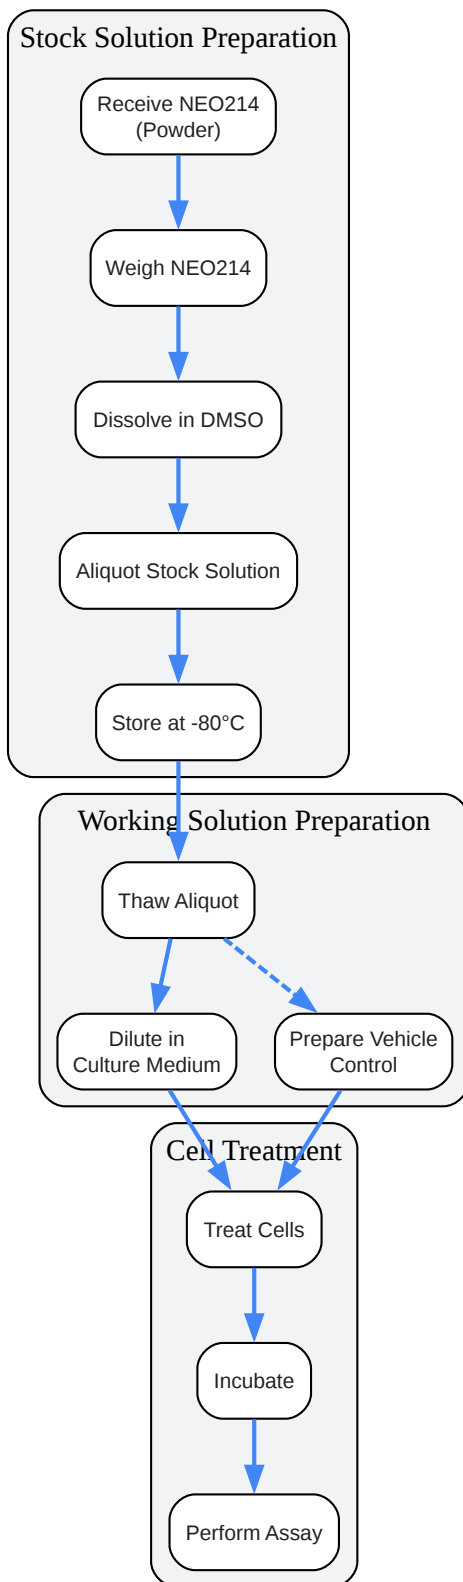 Stock Solution Preparation
Receive NEO214
(Powder)
Weigh NEO214
Dissolve in DMSO
Aliquot Stock Solution
Store at -80°C
Working Solution Preparation
Thaw Aliquot
Dilute in
Culture Medium
Prepare Vehicle
Control
Cell Treatment
Treat Cells
Incubate
Perform Assay